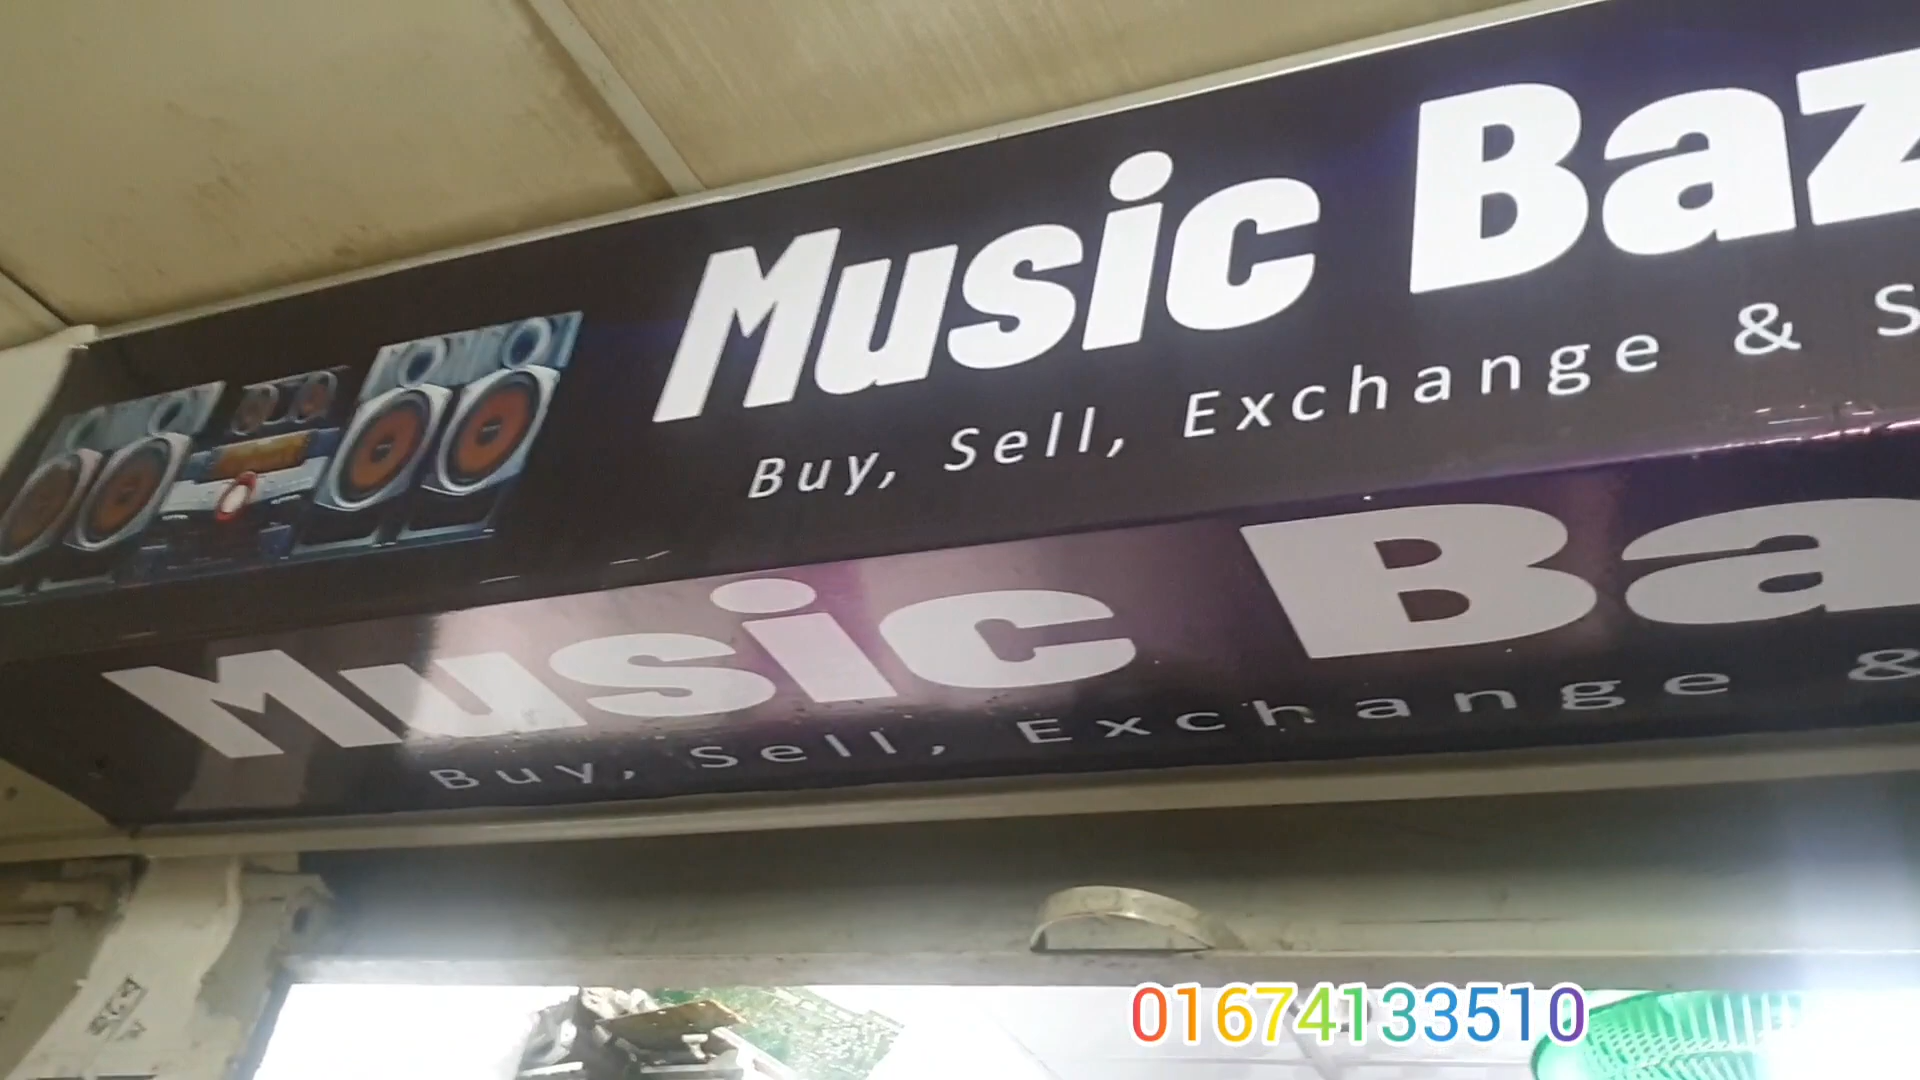 Music Baz
Buy, Sell, Exchange & S
Music Ba
Buy, Sell, Exchange &
01674133510